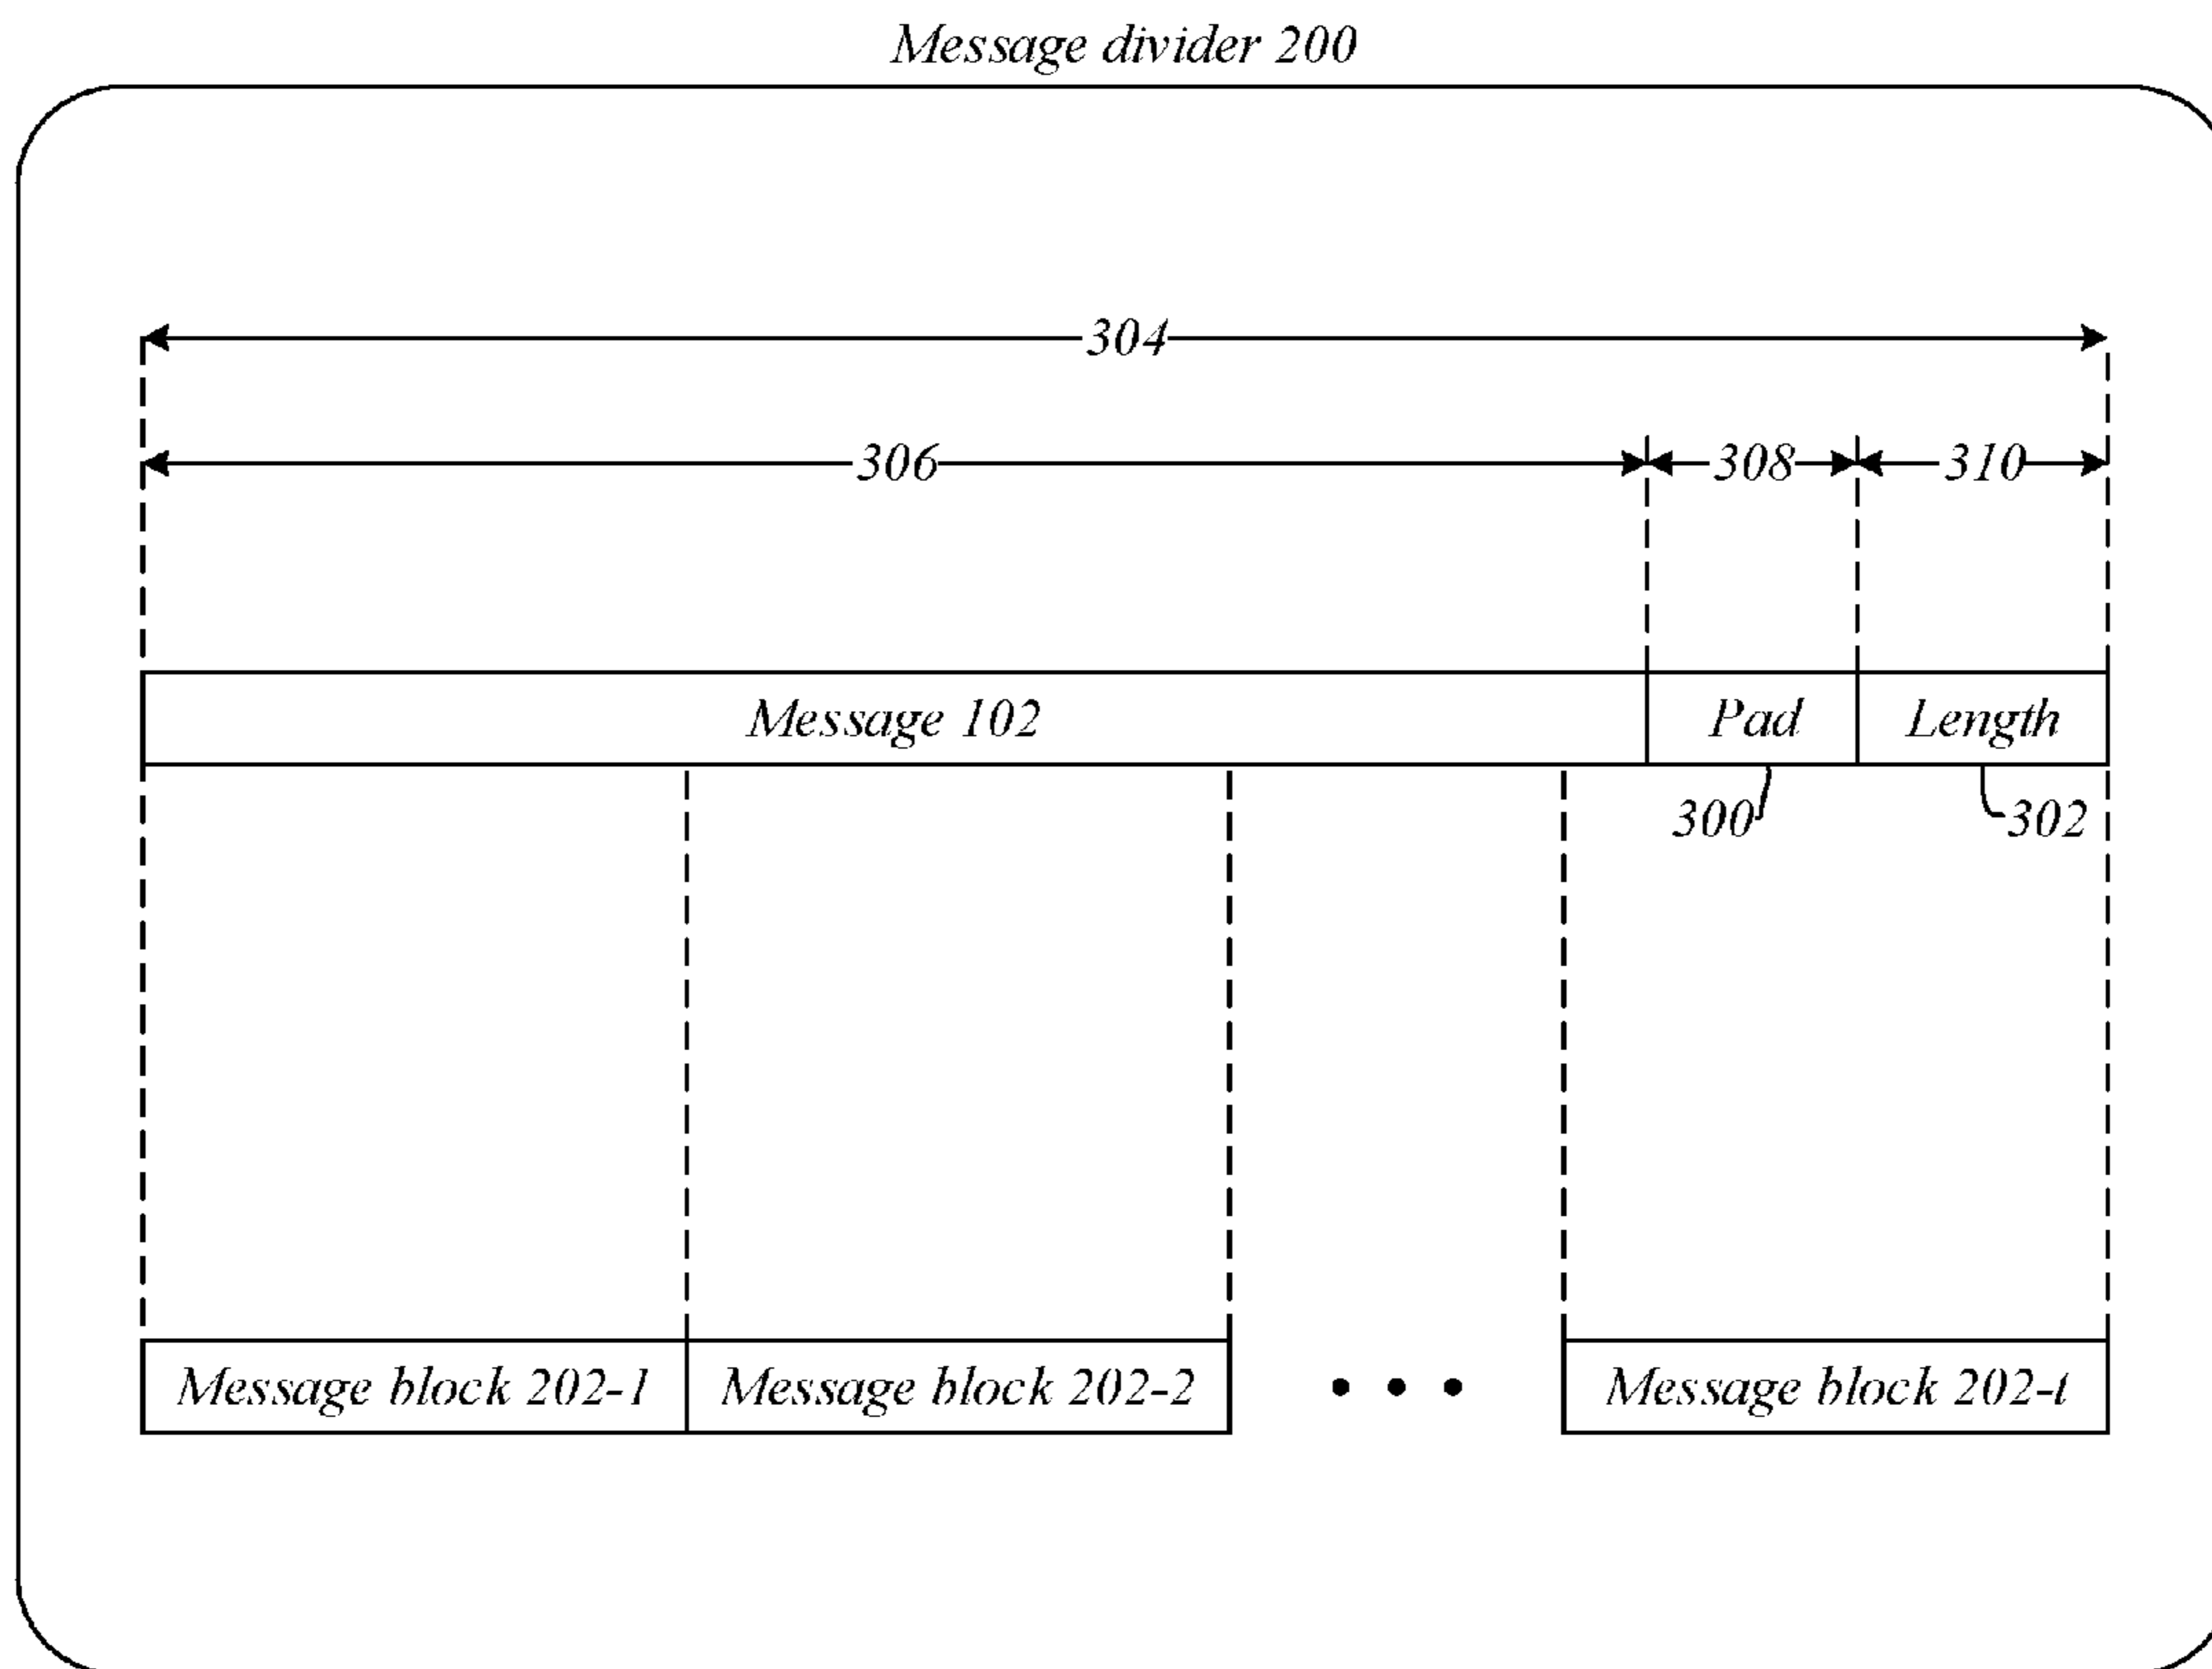 Message divider 200
304
306 308 310
Message 102 Pad Length
300 302
Message block 202-1 Message block 202-2 • • • Message block 202-t